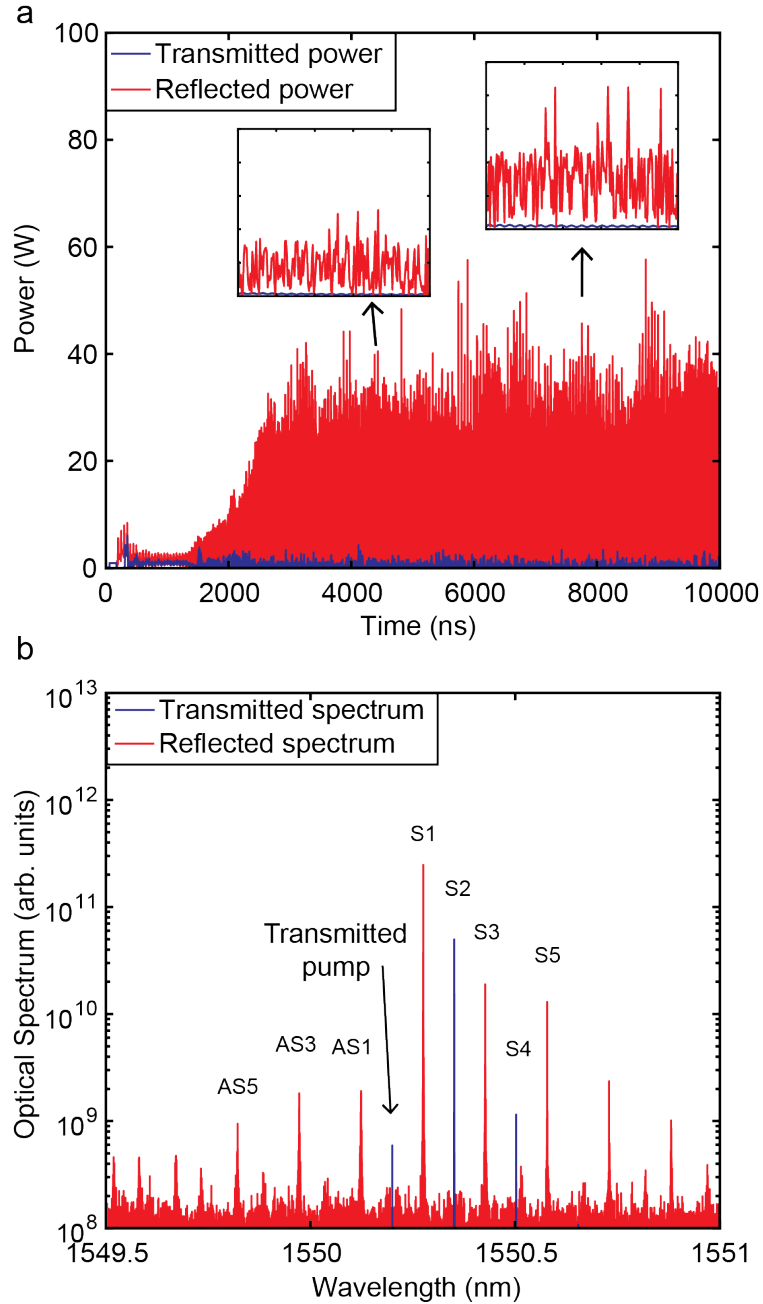 a
100
80
60
40
20
0
Power (W)
Transmitted power
Reflected power
0 2000 4000 6000 8000 10000
Time (ns)
b
10^13
10^12
10^11
10^10
10^9
10^8
Optical Spectrum (arb. units)
Transmitted spectrum
Reflected spectrum
S1
S2
S3
S5
S4
Transmitted
pump
AS5
AS3
AS1
1549.5 1550 1550.5 1551
Wavelength (nm)